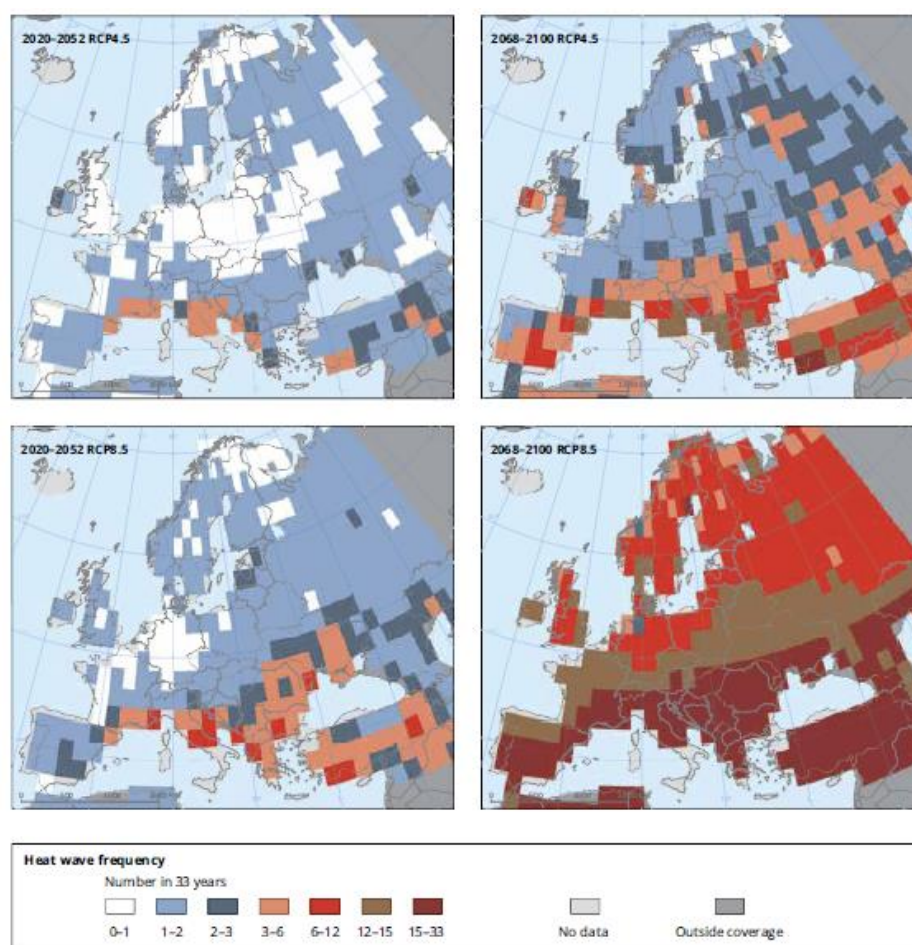 2020–2052 RCP4.5
2068–2100 RCP4.5
2020–2052 RCP8.5
2068–2100 RCP8.5
Heat wave frequency
Number in 33 years
0–1 1–2 2–3 3–6 6–12 12–15 15–33 No data Outside coverage